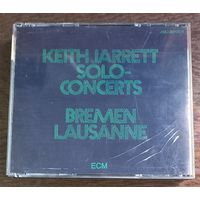 KEITH JARRETT
SOLO-
CONCERTS
BREMEN
LAUSANNE
ECM